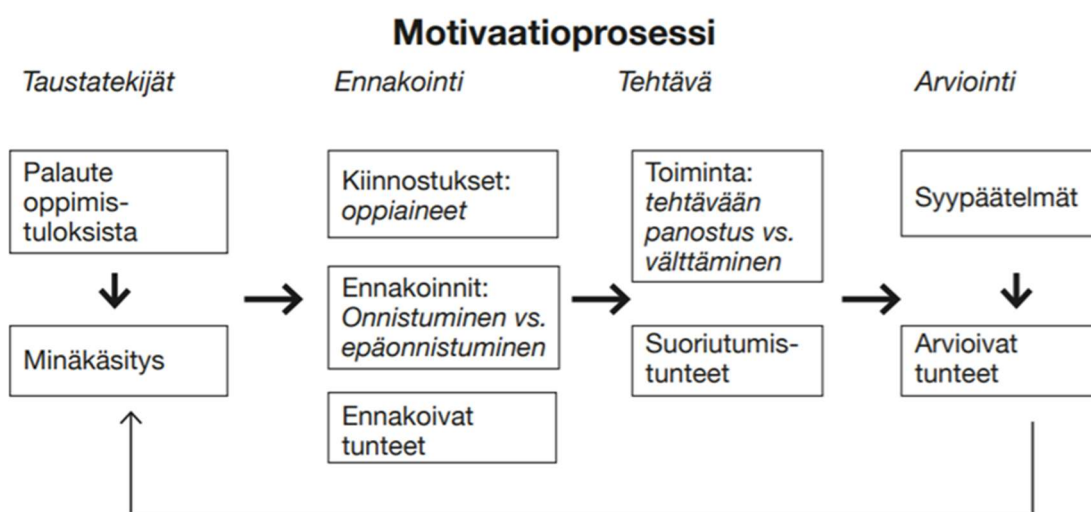 Motivaatioprosessi
Taustatekijät
Ennakointi
Tehtävä
Arviointi
Palaute
oppimis-
tuloksista
Minäkäsitys
Kiinnostukset:
oppiaineet
Ennakoinnit:
Onnistuminen vs.
epäonnistuminen
Ennakoivat
tunteet
Toiminta:
tehtävään
panostus vs.
välttäminen
Suoriutumis-
tunteet
Syypäätelmät
Arvioivat
tunteet